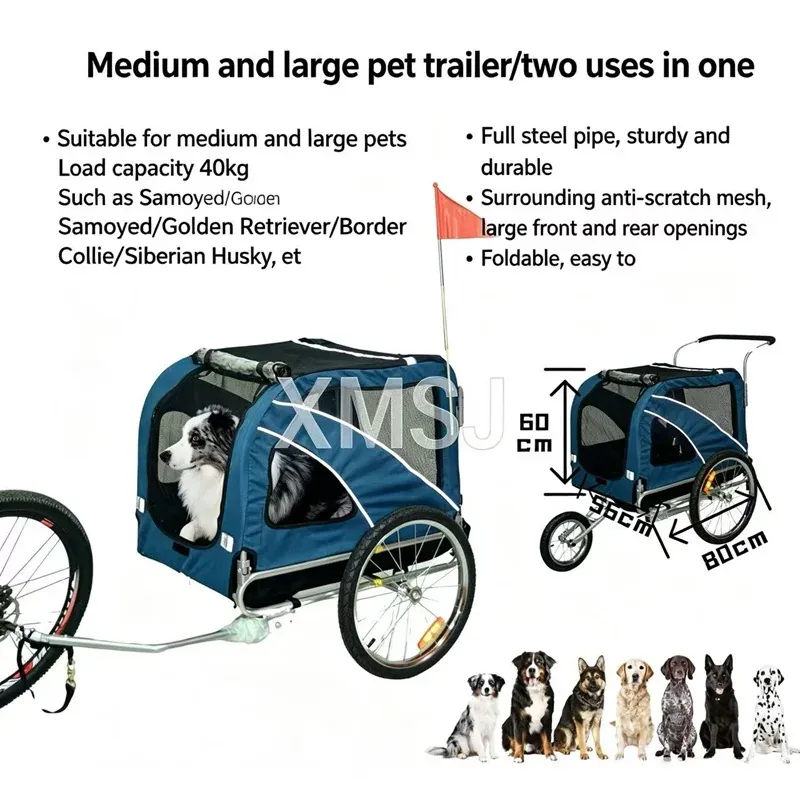 Medium and large pet trailer/two uses in one
• Suitable for medium and large pets
Load capacity 40kg
Such as Samoyed/Golden
Samoyed/Golden Retriever/Border
Collie/Siberian Husky, et
• Full steel pipe, sturdy and
durable
• Surrounding anti-scratch mesh,
large front and rear openings
• Foldable, easy to
XMSJ
60
cm
56cm
80cm